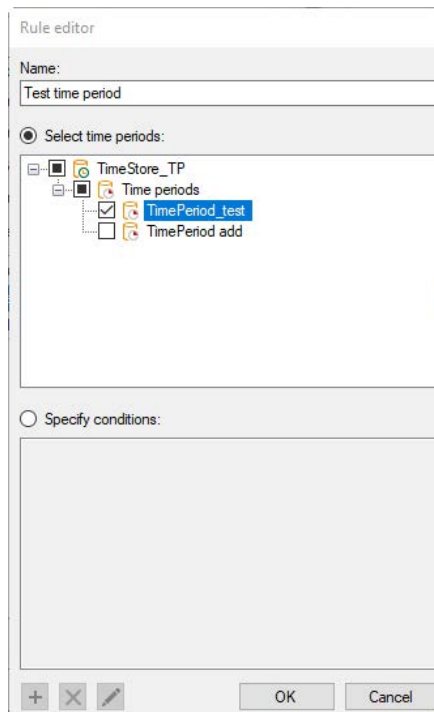 Rule editor
Name:
Test time period
Select time periods:
TimeStore_TP
Time periods
TimePeriod_test
TimePeriod add
Specify conditions:
OK Cancel